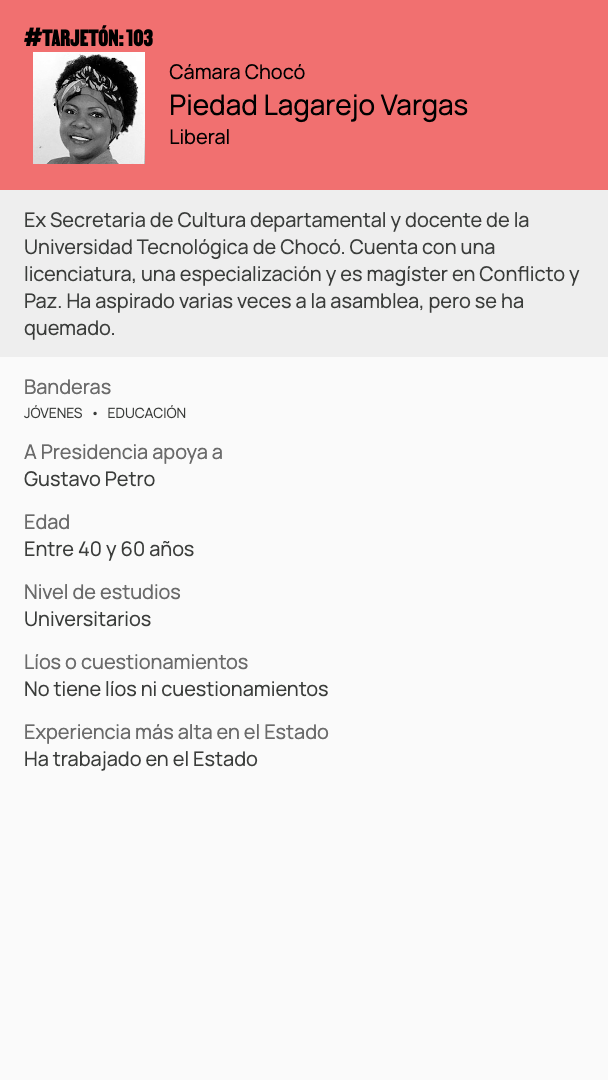 #TARJETÓN: 103
Cámara Chocó
Piedad Lagarejo Vargas
Liberal
Ex Secretaria de Cultura departamental y docente de la
Universidad Tecnológica de Chocó. Cuenta con una
licenciatura, una especialización y es magíster en Conflicto y
Paz. Ha aspirado varias veces a la asamblea, pero se ha
quemado.
Banderas
JÓVENES • EDUCACIÓN
A Presidencia apoya a
Gustavo Petro
Edad
Entre 40 y 60 años
Nivel de estudios
Universitarios
Líos o cuestionamientos
No tiene líos ni cuestionamientos
Experiencia más alta en el Estado
Ha trabajado en el Estado